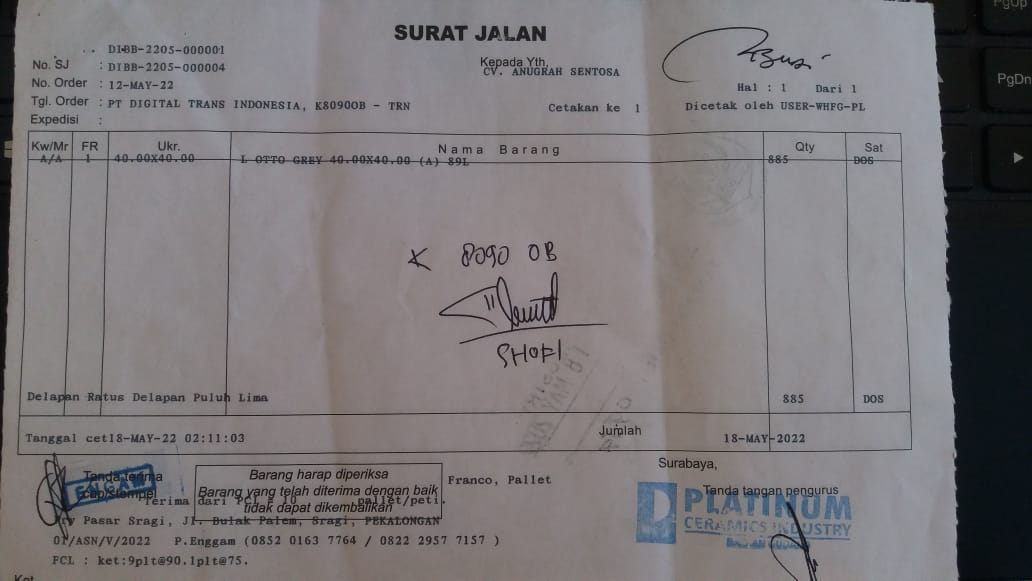 SURAT JALAN
DIBB-2205-000001
No. SJ : DIBB-2205-000004
No. Order : 12-MAY-22
Tgl. Order : PT DIGITAL TRANS INDONESIA, K8090OB - TRN
Expedisi :
Kepada Yth,
CV. ANUGRAH SENTOSA
Cetakan ke 1
Hal : 1 Dari 1
Dicetak oleh USER-WHFG-PL
Kw/Mr FR Ukr. Nama Barang Qty Sat
A/A 1 40.00X40.00 L OTTO GREY 40.00X40.00 (A) 89L 885 DOS
K 8090 OB
SHOFI
Delapan Ratus Delapan Puluh Lima 885 DOS
Tanggal cet18-MAY-22 02:11:03 Jumlah 18-MAY-2022
Surabaya,
Tanda terima
cap/stempel
ENGAM
Barang harap diperiksa
Barang yang telah diterima dengan baik
tidak dapat dikembalikan
Franco, Pallet
Terima dari PCL = 10 pallet/peti.
Try Pasar Sragi, Jl. Bulak Palem, Sragi, PEKALONGAN
07/ASN/V/2022 P.Enggam (0852 0163 7764 / 0822 2957 7157 )
FCL : ket:9plt@90.1plt@75.
Tanda tangan pengurus
PLATINUM
CERAMICS INDUSTRY
Ket
PgUp
PgDn